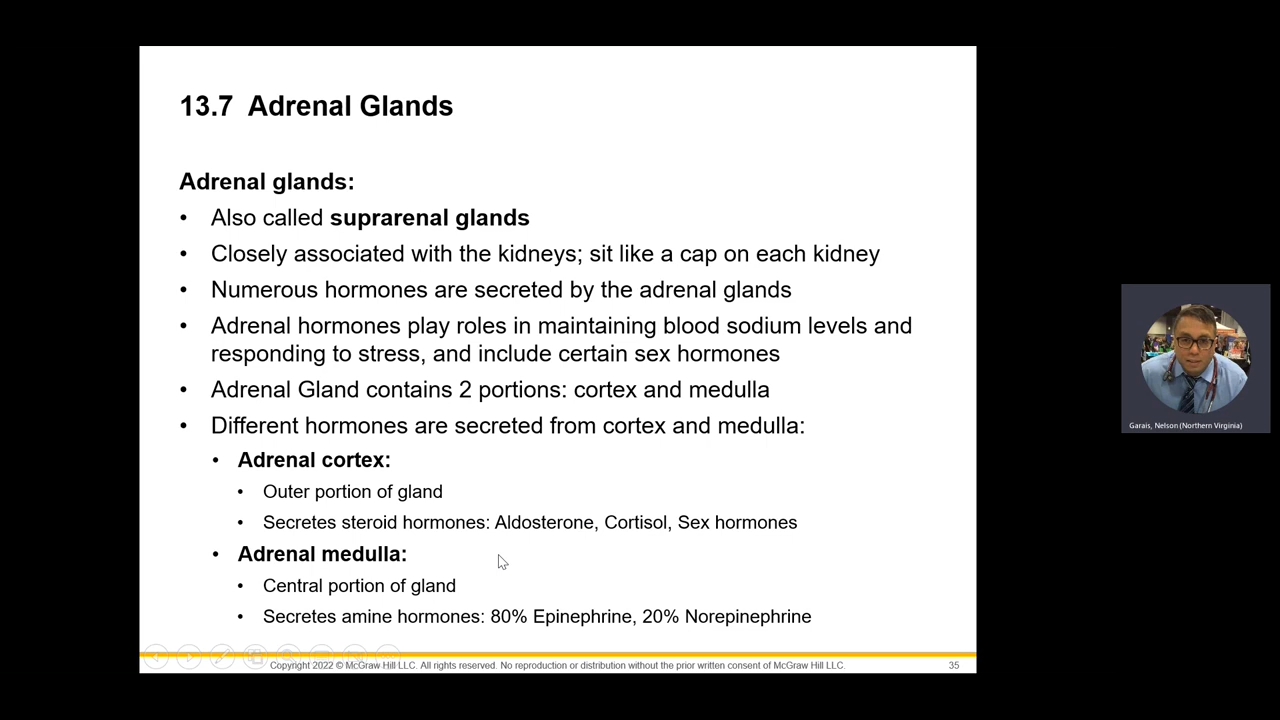 13.7 Adrenal Glands
Adrenal glands:
• Also called suprarenal glands
• Closely associated with the kidneys; sit like a cap on each kidney
• Numerous hormones are secreted by the adrenal glands
• Adrenal hormones play roles in maintaining blood sodium levels and
responding to stress, and include certain sex hormones
• Adrenal Gland contains 2 portions: cortex and medulla
• Different hormones are secreted from cortex and medulla:
• Adrenal cortex:
• Outer portion of gland
• Secretes steroid hormones: Aldosterone, Cortisol, Sex hormones
• Adrenal medulla:
• Central portion of gland
• Secretes amine hormones: 80% Epinephrine, 20% Norepinephrine
Copyright 2022 © McGraw Hill LLC. All rights reserved. No reproduction or distribution without the prior written consent of McGraw Hill LLC.
35
Garais, Nelson (Northern Virginia)